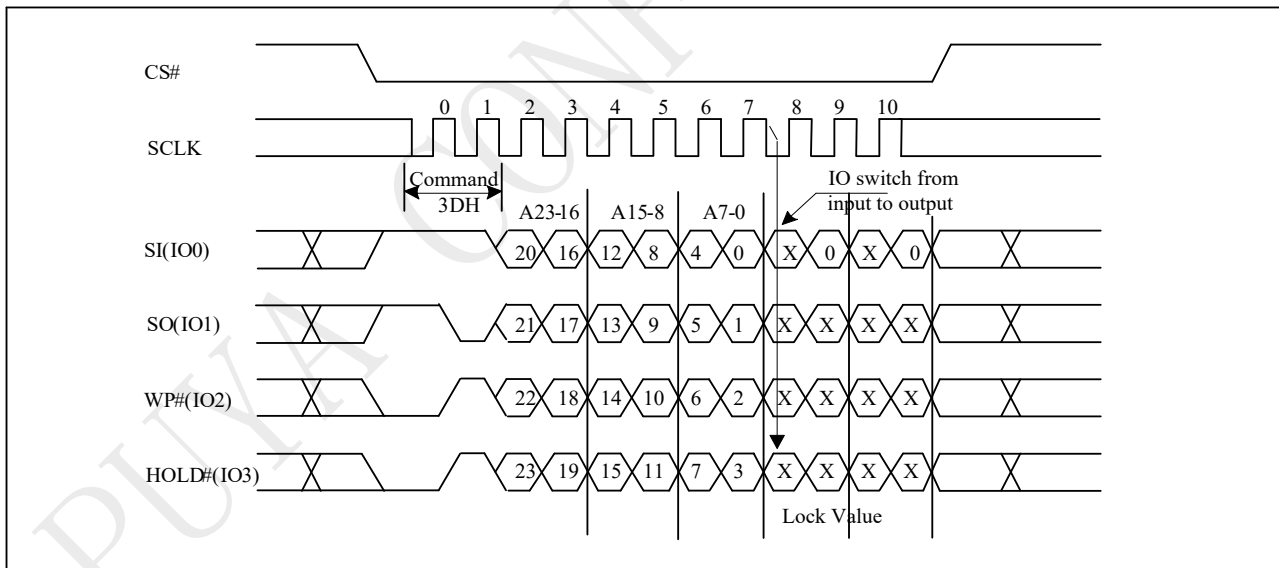 PUYA CONF
CS#
0 1 2 3 4 5 6 7 8 9 10
SCLK
Command
3DH
IO switch from
input to output
A23-16 A15-8 A7-0
SI(IO0) 20 16 12 8 4 0 X 0 X 0
SO(IO1) 21 17 13 9 5 1 X X X X
WP#(IO2) 22 18 14 10 6 2 X X X X
HOLD#(IO3) 23 19 15 11 7 3 X X X X
Lock Value